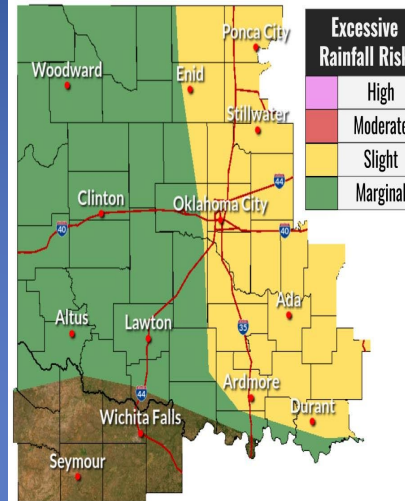 Ponca City
Excessive
Rainfall Risk
Woodward
Enid
High
Moderate
Stillwater
Slight
44
Marginal
Clinton
Oklahoma City
40
40
Ada
Altus
Lawton
35
Ardmore
44
Durant
Wichita Falls
Seymour